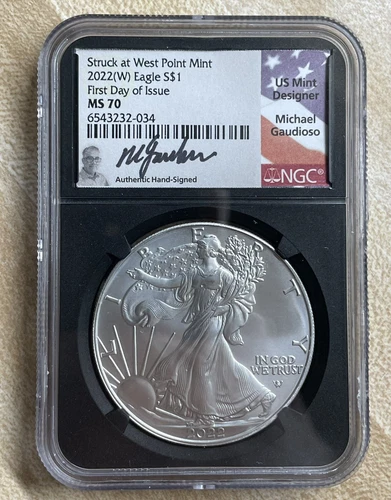 Struck at West Point Mint
2022(W) Eagle S$1
First Day of Issue
MS 70
6543232-034
Authentic Hand-Signed
US Mint
Designer
Michael
Gaudioso
NGC®
LIBERTY
IN GOD
WE TRUST
2022